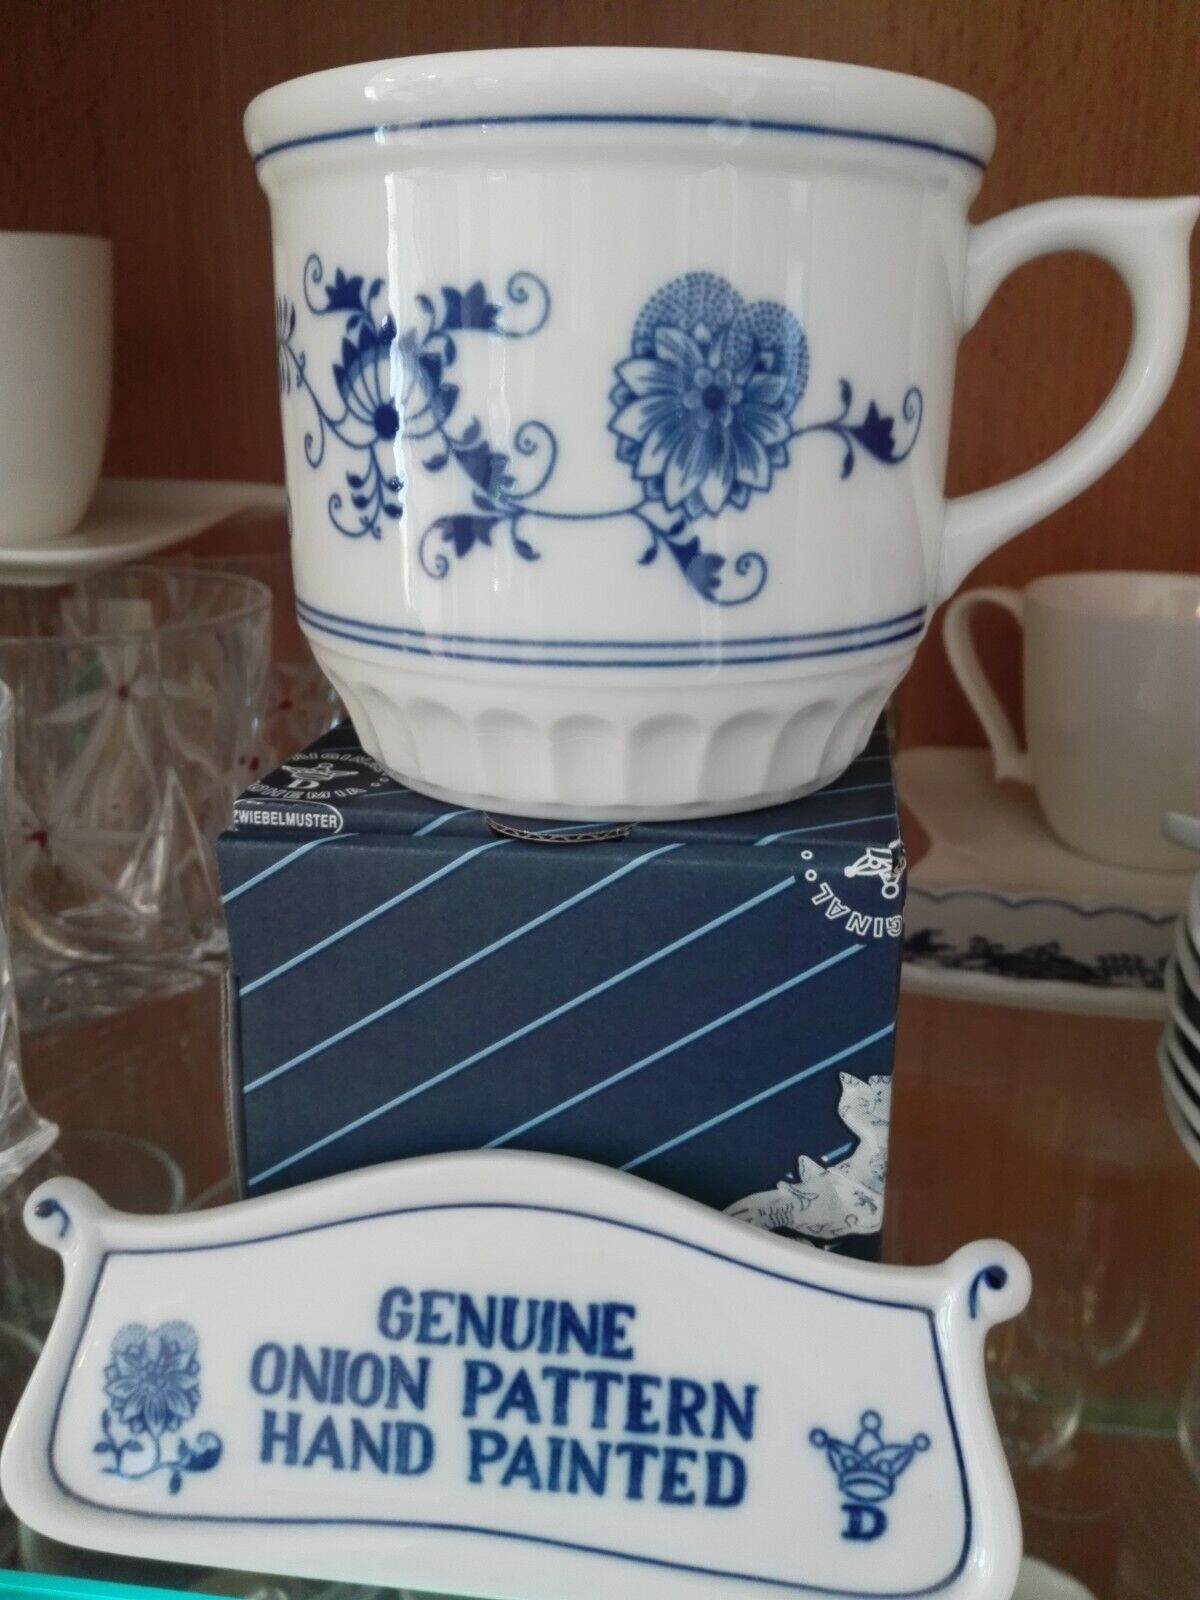 ZWIEBELMUSTER
GENUINE
ONION PATTERN
HAND PAINTED
D